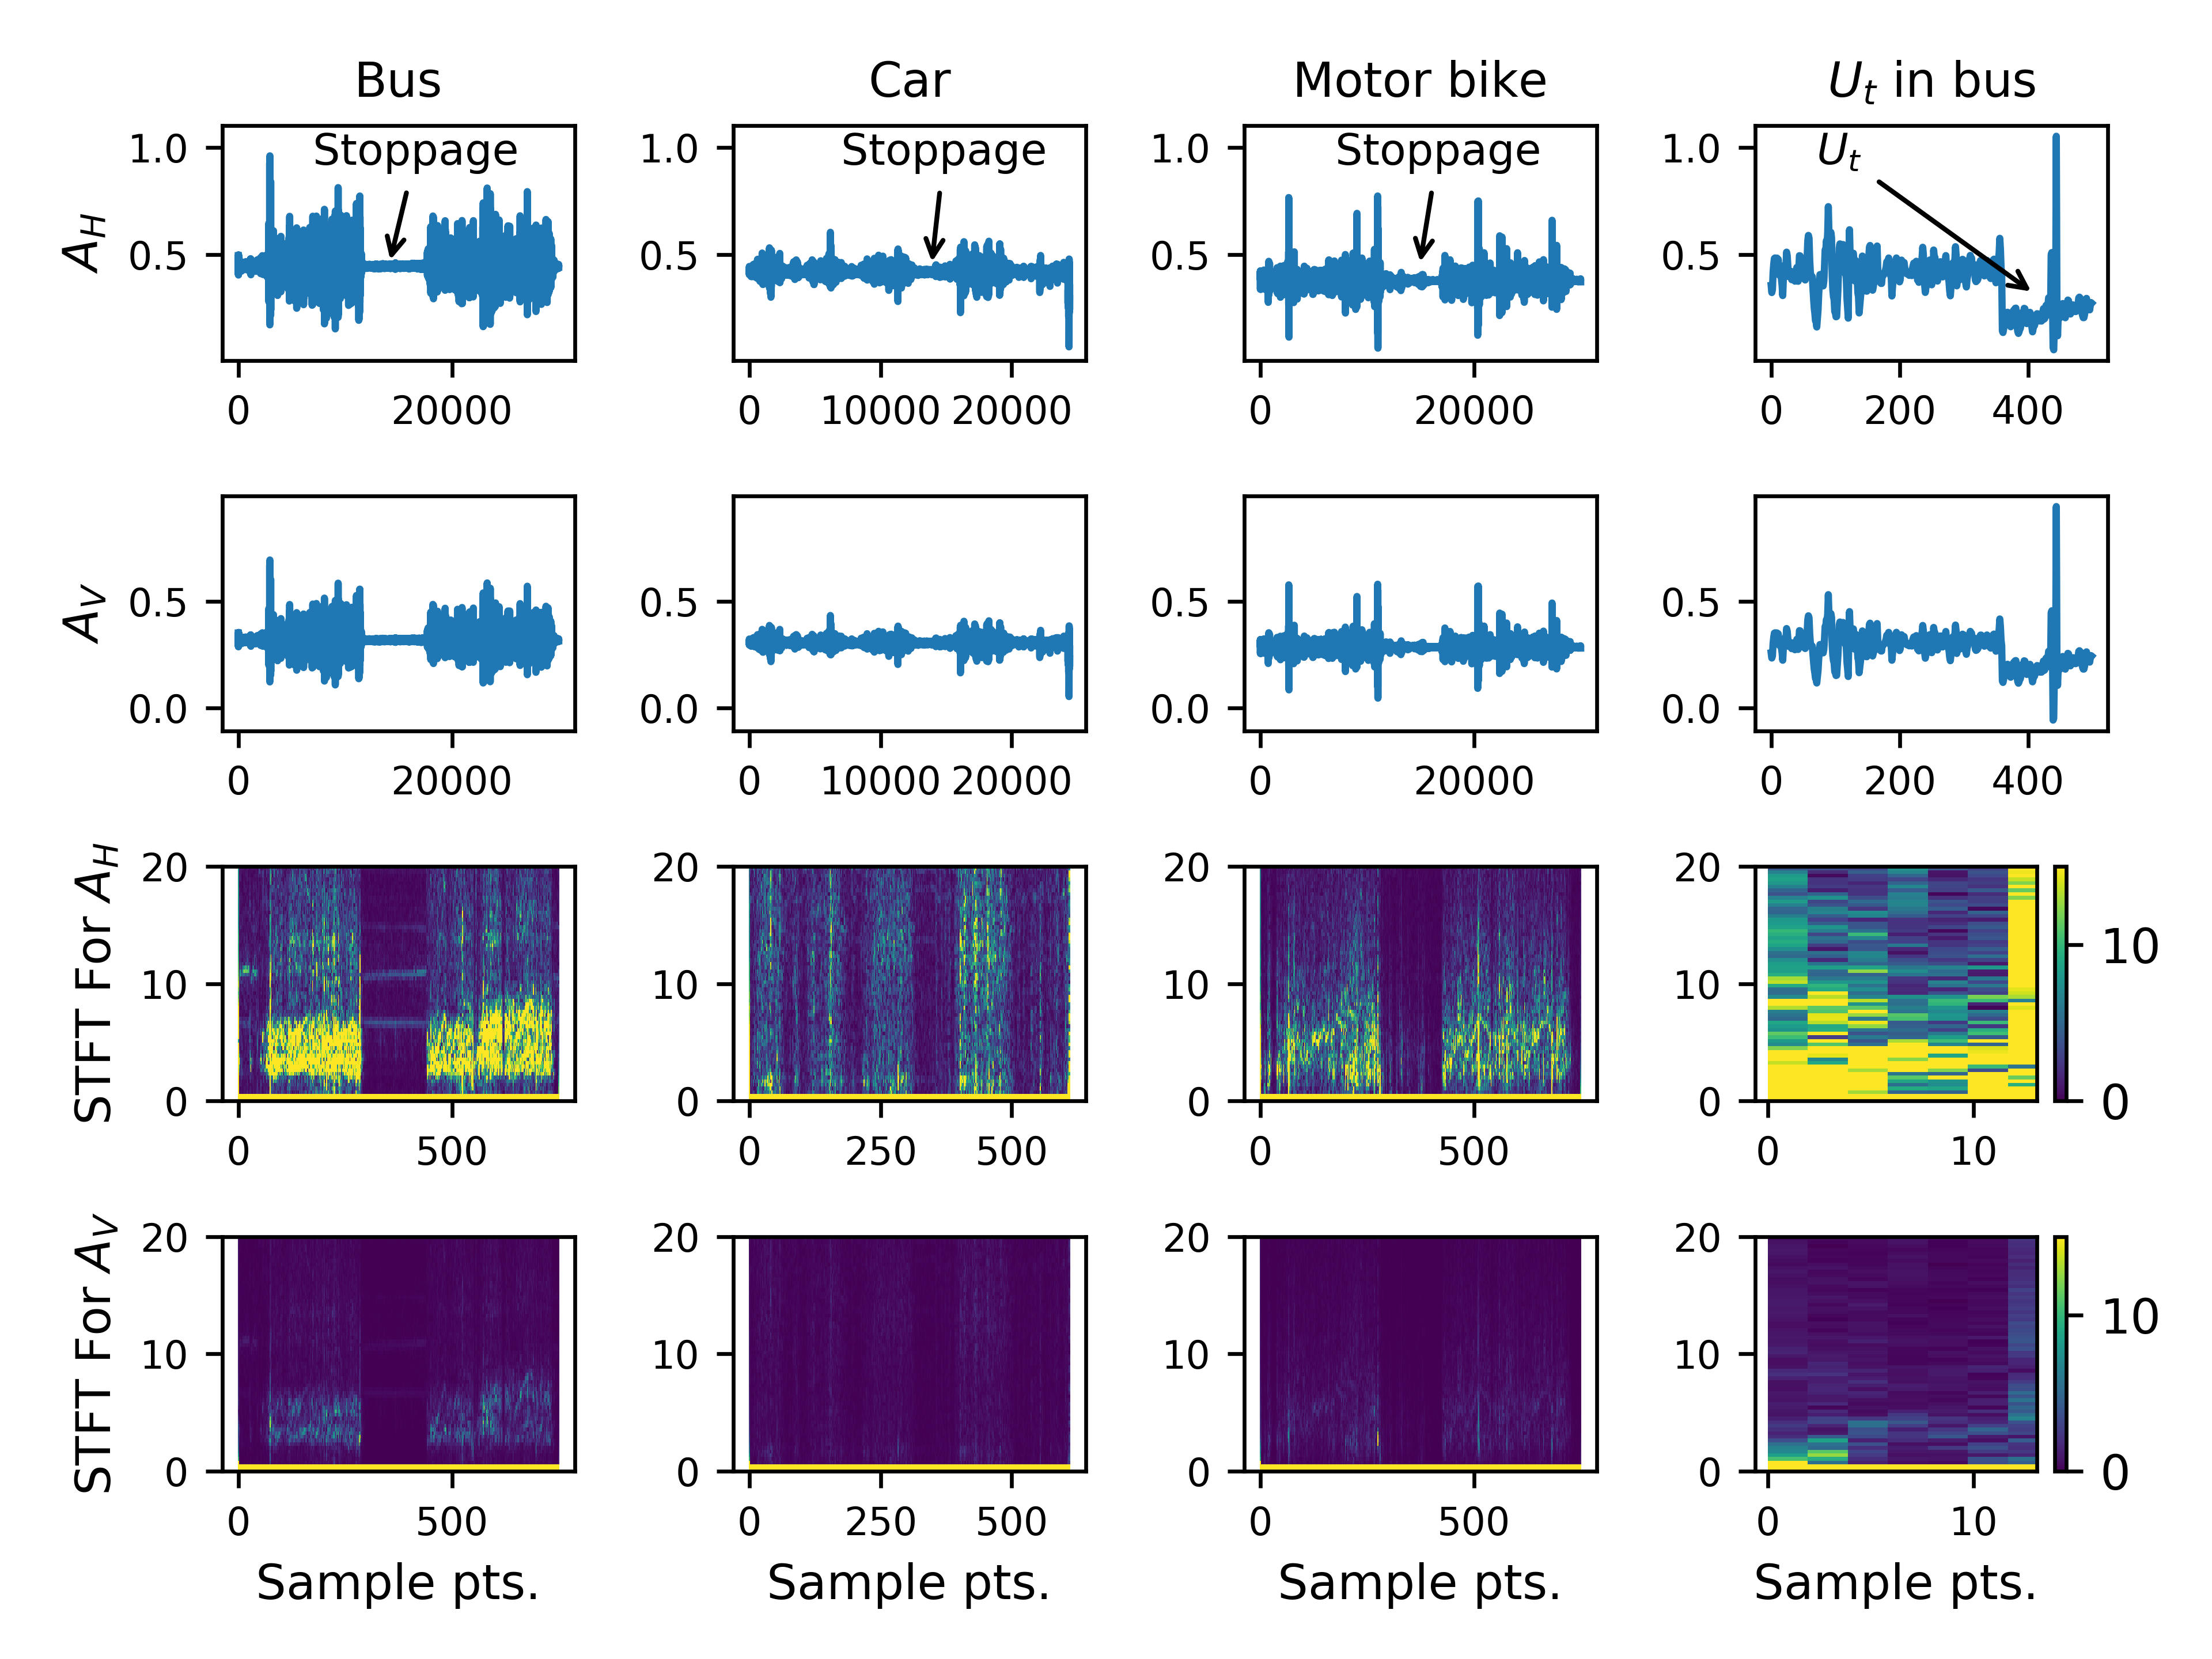 Bus Car Motor bike U_t in bus
1.0 Stoppage 1.0 Stoppage 1.0 Stoppage 1.0 U_t
A_H 0.5 0.5 0.5 0.5
0 20000 0 10000 20000 0 20000 0 200 400
A_V 0.5 0.5 0.5 0.5
0.0 0.0 0.0 0.0
0 20000 0 10000 20000 0 20000 0 200 400
STFT For A_H
20 20 20 20
10 10 10 10 10
0 0 0 0 0
0 500 0 250 500 0 500 0 10
STFT For A_V
20 20 20 20
10 10 10 10 10
0 0 0 0 0
0 500 0 250 500 0 500 0 10
Sample pts. Sample pts. Sample pts. Sample pts.